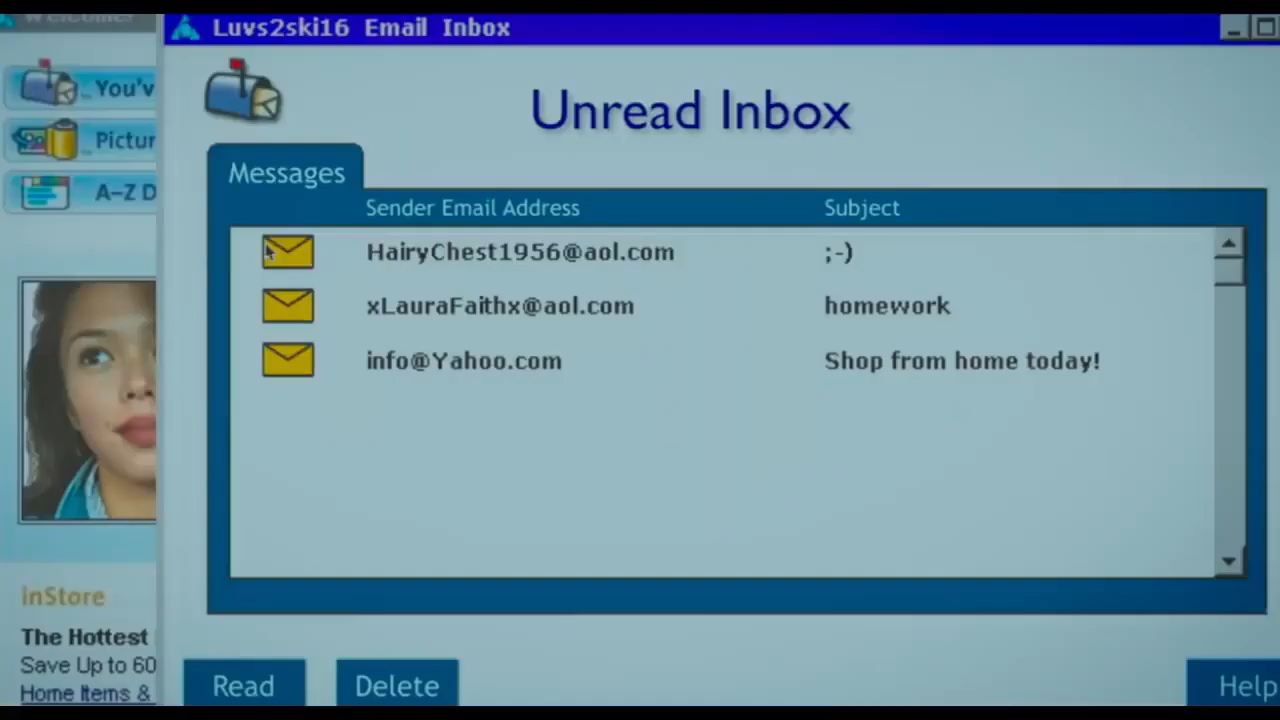 Welcome
Luvs2ski16 Email Inbox
You'v
Unread Inbox
Pictur
Messages
A-Z D
Sender Email Address Subject
HairyChest1956@aol.com ;-)
xLauraFaithx@aol.com homework
info@Yahoo.com Shop from home today!
inStore
The Hottest
Save Up to 60
Home Items &
Read Delete Help